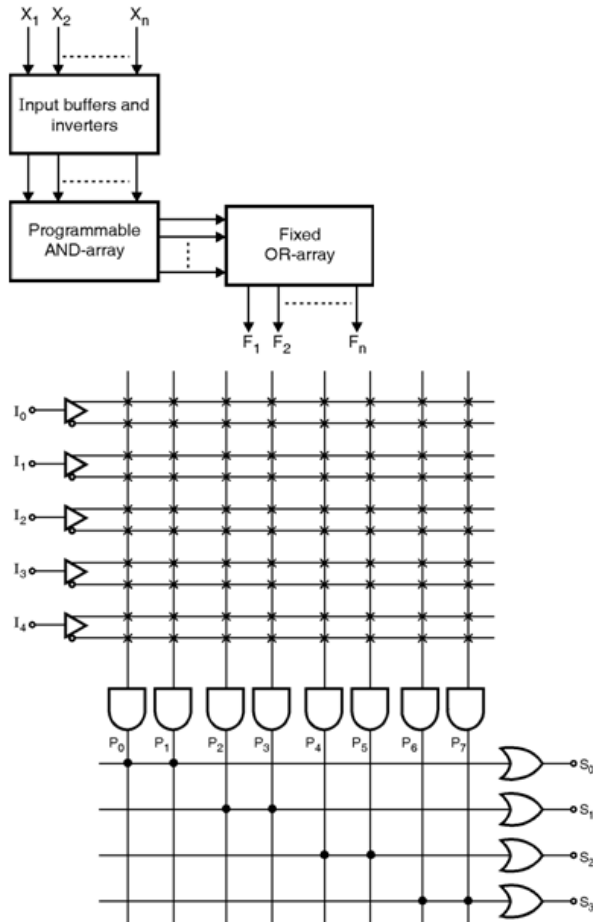 X1 X2 Xn
Input buffers and
inverters
Programmable
AND-array
Fixed
OR-array
F1 F2 Fn
I0
I1
I2
I3
I4
P0 P1 P2 P3 P4 P5 P6 P7
S0
S1
S2
S3